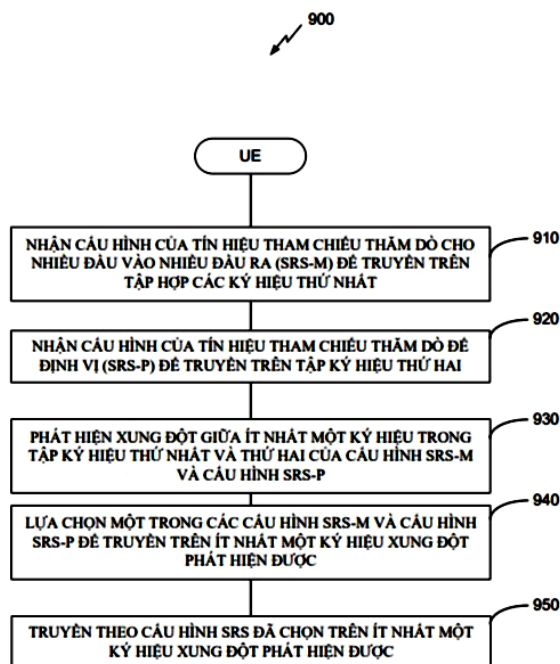 900
UE
NHẬN CẤU HÌNH CỦA TÍN HIỆU THAM CHIẾU THĂM DÒ CHO
NHIỀU ĐẦU VÀO NHIỀU ĐẦU RA (SRS-M) ĐỂ TRUYỀN TRÊN
TẬP HỢP CÁC KÝ HIỆU THỨ NHẤT
910
NHẬN CẤU HÌNH CỦA TÍN HIỆU THAM CHIẾU THĂM DÒ ĐỂ
ĐỊNH VỊ (SRS-P) ĐỂ TRUYỀN TRÊN TẬP KÝ HIỆU THỨ HAI
920
PHÁT HIỆN XUNG ĐỘT GIỮA ÍT NHẤT MỘT KÝ HIỆU TRONG
TẬP KÝ HIỆU THỨ NHẤT VÀ THỨ HAI CỦA CẤU HÌNH SRS-M
VÀ CẤU HÌNH SRS-P
930
LỰA CHỌN MỘT TRONG CÁC CẤU HÌNH SRS-M VÀ CẤU HÌNH
SRS-P ĐỂ TRUYỀN TRÊN ÍT NHẤT MỘT KÝ HIỆU XUNG ĐỘT
PHÁT HIỆN ĐƯỢC
940
TRUYỀN THEO CẤU HÌNH SRS ĐÃ CHỌN TRÊN ÍT NHẤT MỘT
KÝ HIỆU XUNG ĐỘT PHÁT HIỆN ĐƯỢC
950